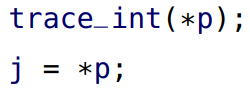 trace_int(*p);
j = *p;